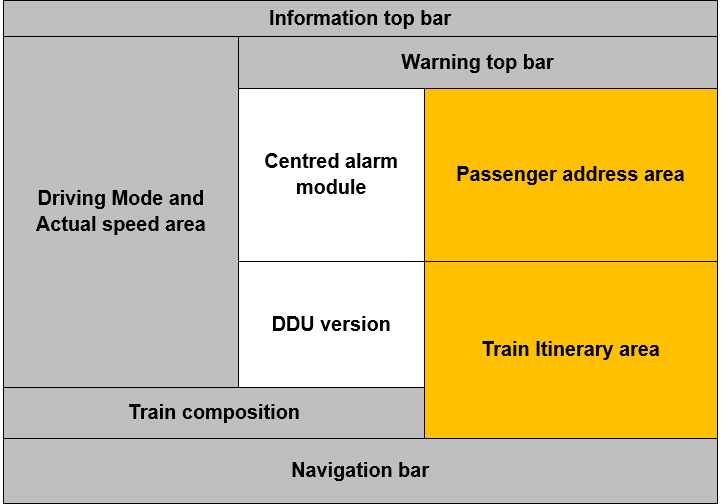 Information top bar
Warning top bar
Driving Mode and
Actual speed area
Centred alarm
module
Passenger address area
DDU version
Train Itinerary area
Train composition
Navigation bar